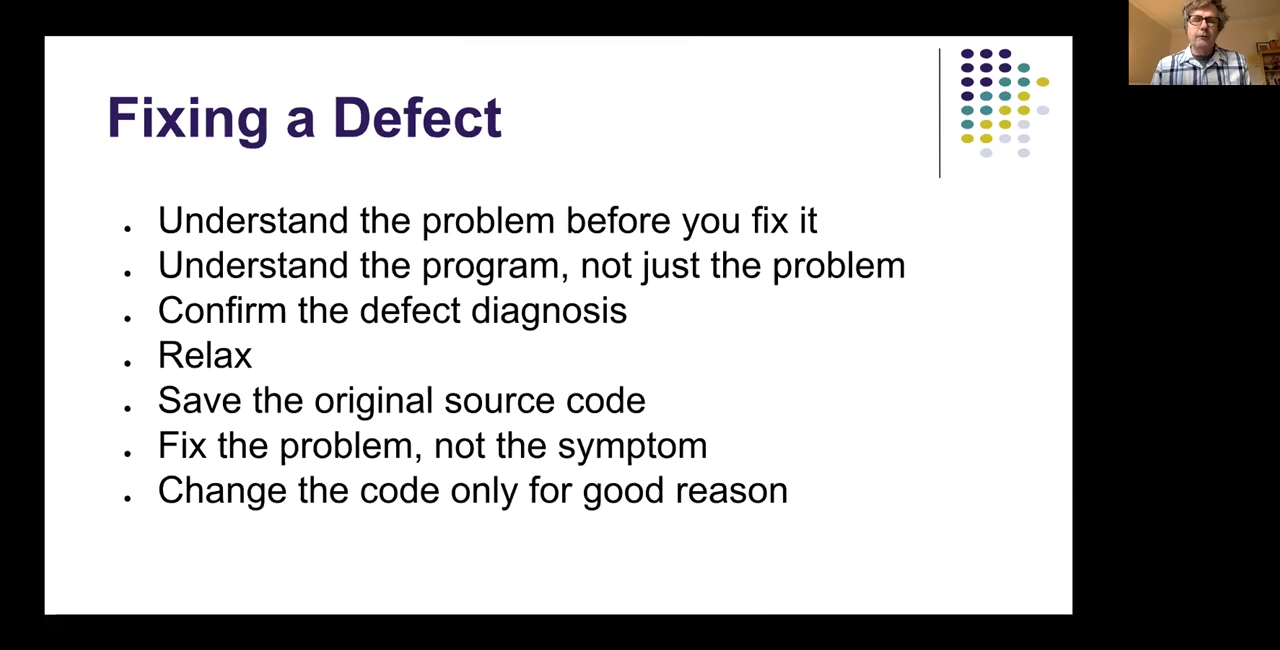 Fixing a Defect
Understand the problem before you fix it
Understand the program, not just the problem
Confirm the defect diagnosis
Relax
Save the original source code
Fix the problem, not the symptom
Change the code only for good reason